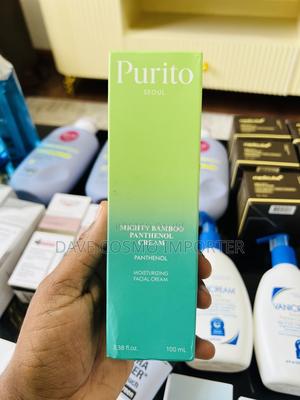 Purito
SEOUL
MIGHTY BAMBOO
PANTHENOL
CREAM
DAVE COSMO IMPORTER
PANTHENOL
MOISTURIZING
FACIAL CREAM
3.38 fl.oz. 100 mL
VANICREAM